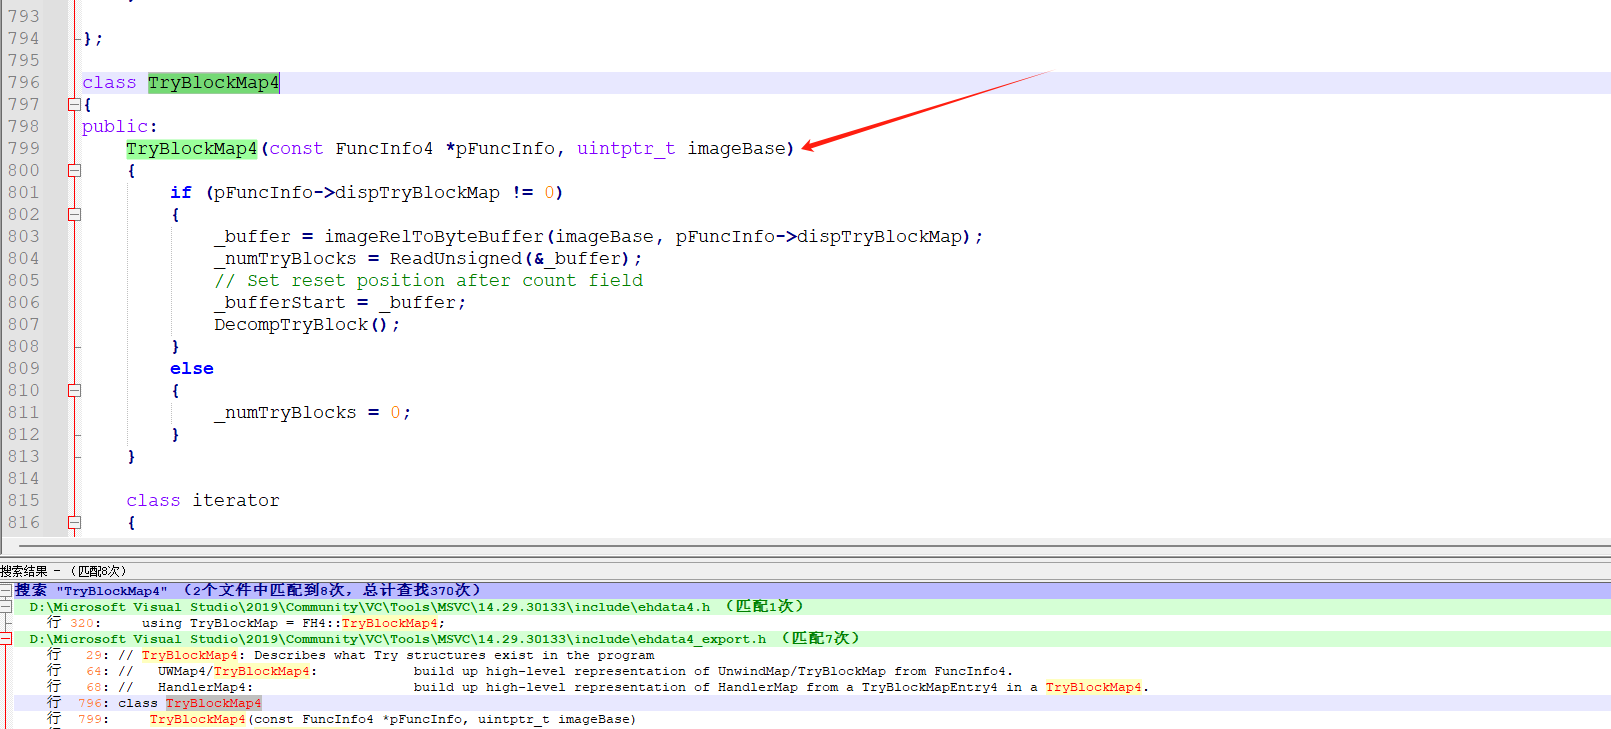 793
794 };
795
796 class TryBlockMap4
797 {
798 public:
799 TryBlockMap4(const FuncInfo4 *pFuncInfo, uintptr_t imageBase)
800 {
801 if (pFuncInfo->dispTryBlockMap != 0)
802 {
803 _buffer = imageRelToByteBuffer(imageBase, pFuncInfo->dispTryBlockMap);
804 _numTryBlocks = ReadUnsigned(&_buffer);
805 // Set reset position after count field
806 _bufferStart = _buffer;
807 DecompTryBlock();
808 }
809 else
810 {
811 _numTryBlocks = 0;
812 }
813 }
814
815 class iterator
816 {
搜索结果 - (匹配8次)
搜索 "TryBlockMap4" (2个文件中匹配到8次，总计查找370次)
D:\Microsoft Visual Studio\2019\Community\VC\Tools\MSVC\14.29.30133\include\ehdata4.h (匹配1次)
行 320: using TryBlockMap = FH4::TryBlockMap4;
D:\Microsoft Visual Studio\2019\Community\VC\Tools\MSVC\14.29.30133\include\ehdata4_export.h (匹配7次)
行 29: // TryBlockMap4: Describes what Try structures exist in the program
行 64: // UWMap4/TryBlockMap4: build up high-level representation of UnwindMap/TryBlockMap from FuncInfo4.
行 68: // HandlerMap4: build up high-level representation of HandlerMap from a TryBlockMapEntry4 in a TryBlockMap4.
行 796: class TryBlockMap4
行 799: TryBlockMap4(const FuncInfo4 *pFuncInfo, uintptr_t imageBase)